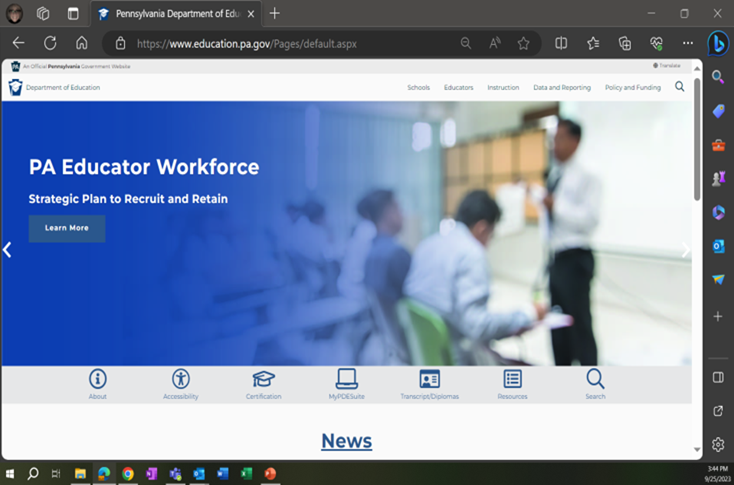 Pennsylvania Department of Edu
https://www.education.pa.gov/Pages/default.aspx
An Official Pennsylvania Government Website
Translate
Department of Education
Schools
Educators
Instruction
Data and Reporting
Policy and Funding
PA Educator Workforce
Strategic Plan to Recruit and Retain
Learn More
About
Accessibility
Certification
MyPDESuite
Transcript/Diplomas
Resources
Search
News
3:44 PM
9/25/2023